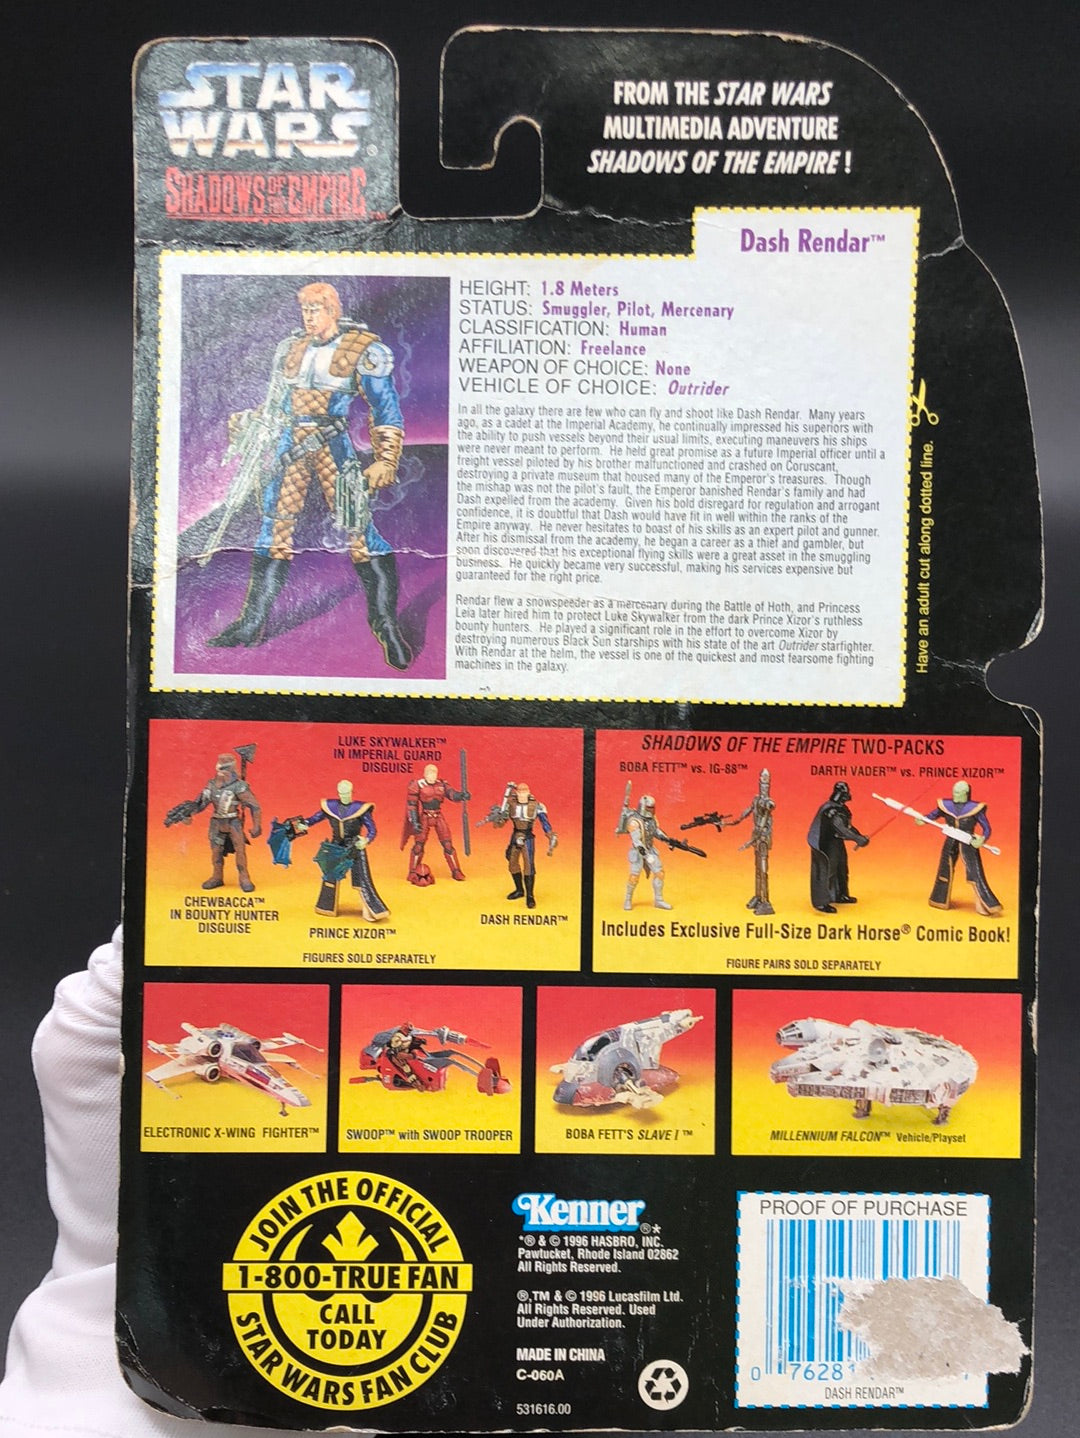 STAR
WARS®
SHADOWS OF THE EMPIRE™
FROM THE STAR WARS
MULTIMEDIA ADVENTURE
SHADOWS OF THE EMPIRE!
Dash Rendar™
HEIGHT: 1.8 Meters
STATUS: Smuggler, Pilot, Mercenary
CLASSIFICATION: Human
AFFILIATION: Freelance
WEAPON OF CHOICE: None
VEHICLE OF CHOICE: Outrider
In all the galaxy there are few who can fly and shoot like Dash Rendar. Many years
ago, as a cadet at the Imperial Academy, he continually impressed his superiors with
the ability to push vessels beyond their usual limits, executing maneuvers his ships
were never meant to perform. He held great promise as a future Imperial officer until a
freight vessel piloted by his brother malfunctioned and crashed on Coruscant,
destroying a private museum that housed many of the Emperor's treasures. Though
the mishap was not the pilot's fault, the Emperor banished Rendar's family and had
Dash expelled from the academy. Given his bold disregard for regulation and arrogant
confidence, it is doubtful that Dash would have fit in well within the ranks of the
Empire anyway. He never hesitates to boast of his skills as an expert pilot and gunner.
After his dismissal from the academy, he began a career as a thief and gambler, but
soon discovered that his exceptional flying skills were a great asset in the smuggling
business. He quickly became very successful, making his services expensive but
guaranteed for the right price.
Rendar flew a snowspeeder as a mercenary during the Battle of Hoth, and Princess
Leia later hired him to protect Luke Skywalker from the dark Prince Xizor's ruthless
bounty hunters. He played a significant role in the effort to overcome Xizor by
destroying numerous Black Sun starships with his state of the art Outrider starfighter.
With Rendar at the helm, the vessel is one of the quickest and most fearsome fighting
machines in the galaxy.
Have an adult cut along dotted line.
LUKE SKYWALKER™
IN IMPERIAL GUARD
DISGUISE
CHEWBACCA™
IN BOUNTY HUNTER
DISGUISE
PRINCE XIZOR™
DASH RENDAR™
FIGURES SOLD SEPARATELY
SHADOWS OF THE EMPIRE TWO-PACKS
BOBA FETT™ vs. IG-88™
DARTH VADER™ vs. PRINCE XIZOR™
Includes Exclusive Full-Size Dark Horse® Comic Book!
FIGURE PAIRS SOLD SEPARATELY
ELECTRONIC X-WING FIGHTER™
SWOOP™ with SWOOP TROOPER
BOBA FETT'S SLAVE I™
MILLENNIUM FALCON™ Vehicle/Playset
JOIN THE OFFICIAL
1-800-TRUE FAN
CALL
TODAY
STAR WARS FAN CLUB
Kenner®*
*® & © 1996 HASBRO, INC.
Pawtucket, Rhode Island 02862
All Rights Reserved.
®,TM & © 1996 Lucasfilm Ltd.
All Rights Reserved. Used
Under Authorization.
MADE IN CHINA
C-060A
531616.00
PROOF OF PURCHASE
0 76281
DASH RENDAR™